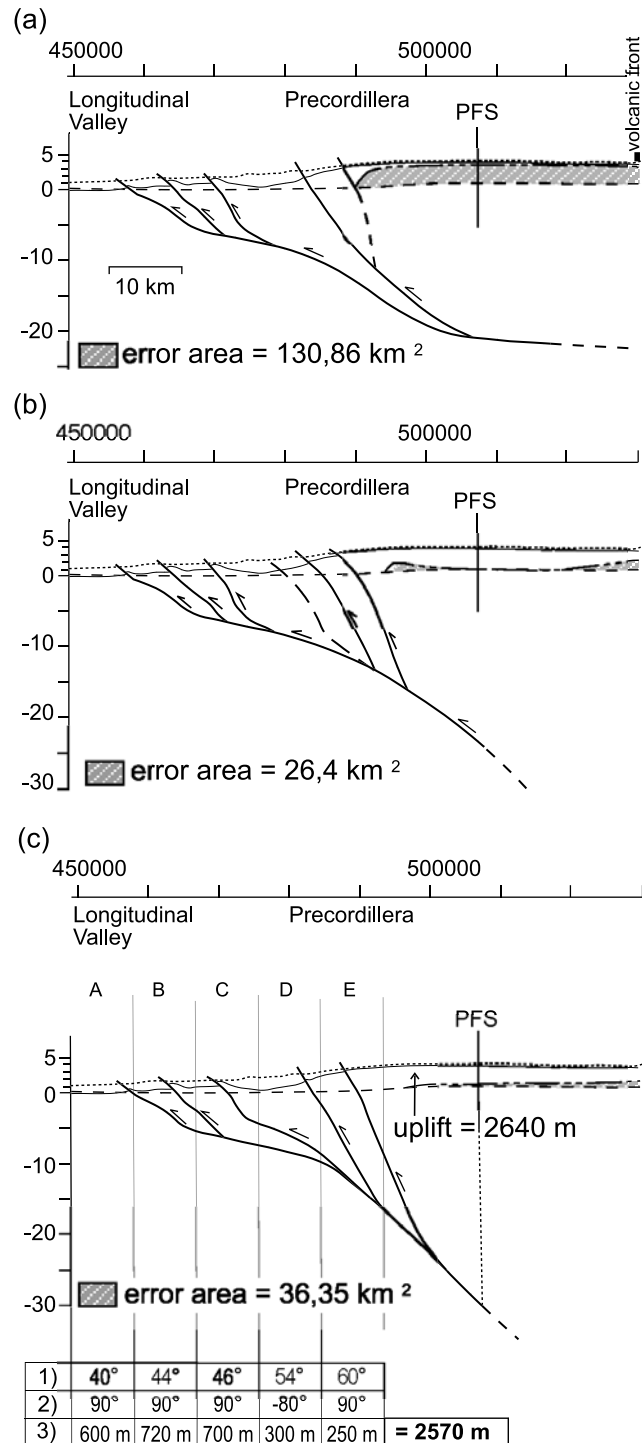 (a)
450000 500000
volcanic front
Longitudinal Precordillera
Valley
PFS
5
0
-10
10 km
-20
error area = 130,86 km ²
(b)
450000 500000
Longitudinal Precordillera
Valley
PFS
5
0
-10
-20
error area = 26,4 km ²
-30
(c)
450000 500000
Longitudinal Precordillera
Valley
A B C D E
PFS
5
0
uplift = 2640 m
-10
-20
error area = 36,35 km ²
-30
1) 40° 44° 46° 54° 60°
2) 90° 90° 90° -80° 90°
3) 600 m 720 m 700 m 300 m 250 m = 2570 m